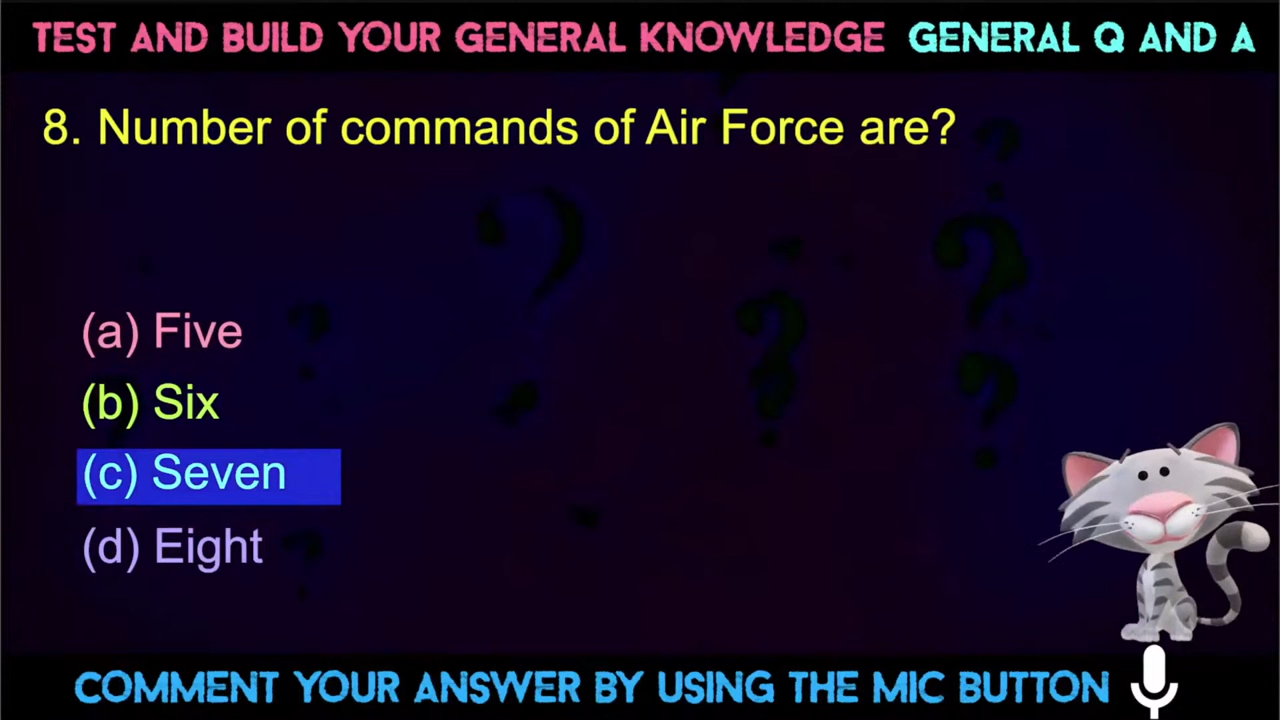 TEST AND BUILD YOUR GENERAL KNOWLEDGE GENERAL Q AND A
8. Number of commands of Air Force are?
(a) Five
(b) Six
(c) Seven
(d) Eight
COMMENT YOUR ANSWER BY USING THE MIC BUTTON